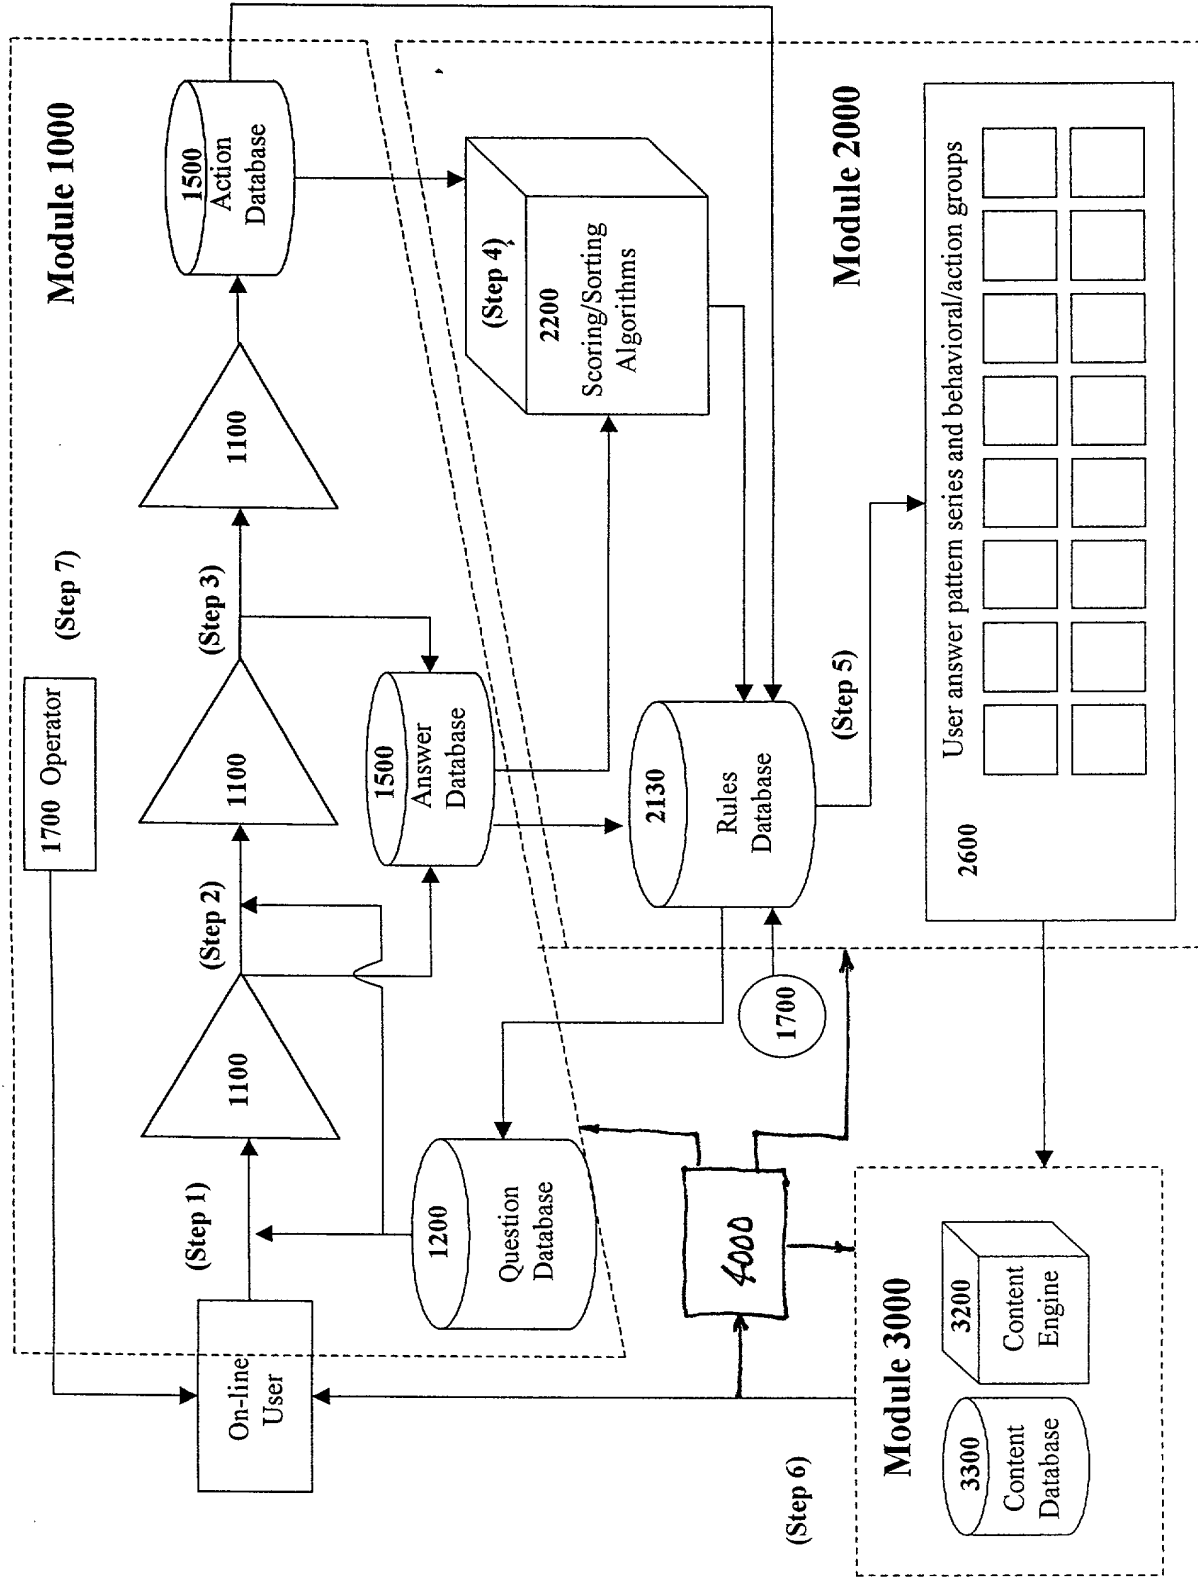 (Step 7)
1700 Operator
Module 1000
On-line
User
(Step 1)
1100
(Step 2)
1100
(Step 3)
1100
1500
Action
Database
1200
Question
Database
1500
Answer
Database
(Step 4)
2200
Scoring/Sorting
Algorithms
4000
1700
2130
Rules
Database
(Step 5)
Module 2000
(Step 6)
Module 3000
3300
Content
Database
3200
Content
Engine
2600
User answer pattern series and behavioral/action groups